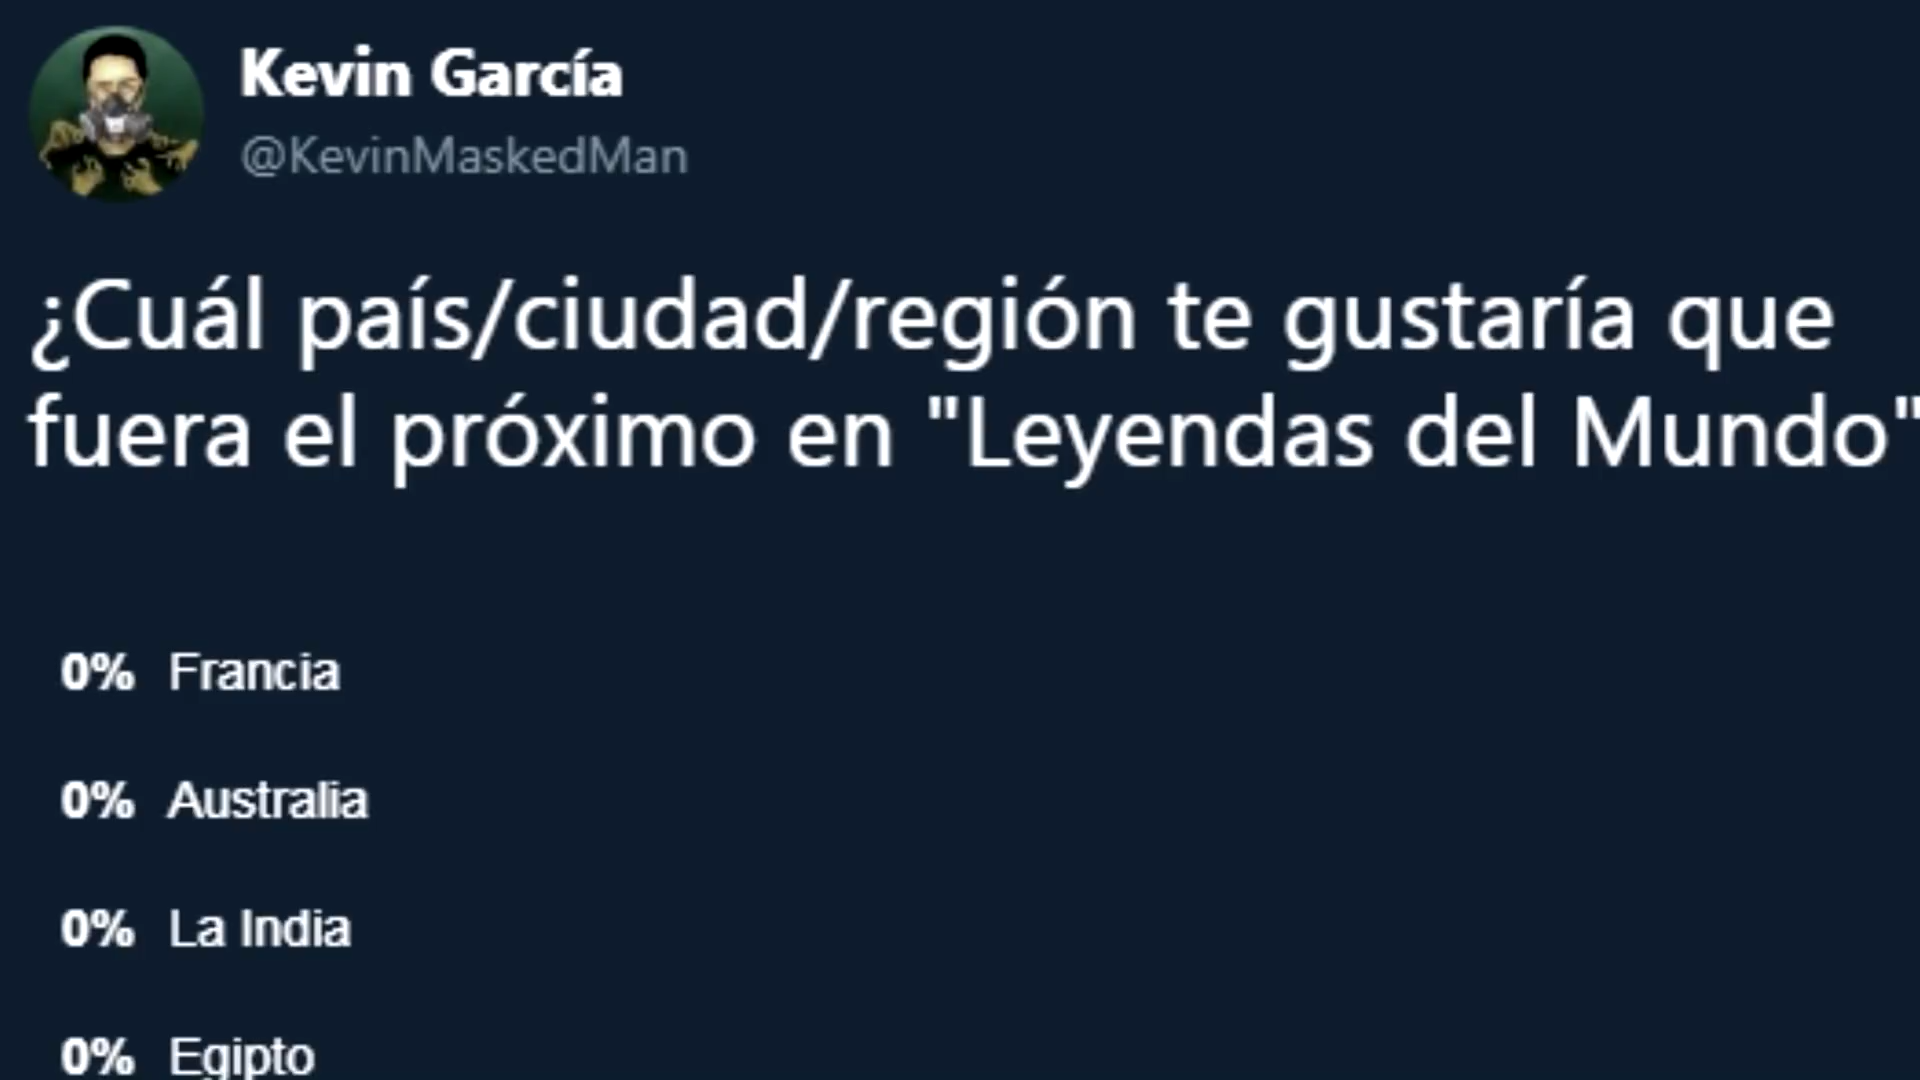 Kevin García
@KevinMaskedMan
¿Cuál país/ciudad/región te gustaría que
fuera el próximo en "Leyendas del Mundo"
0% Francia
0% Australia
0% La India
0% Egipto